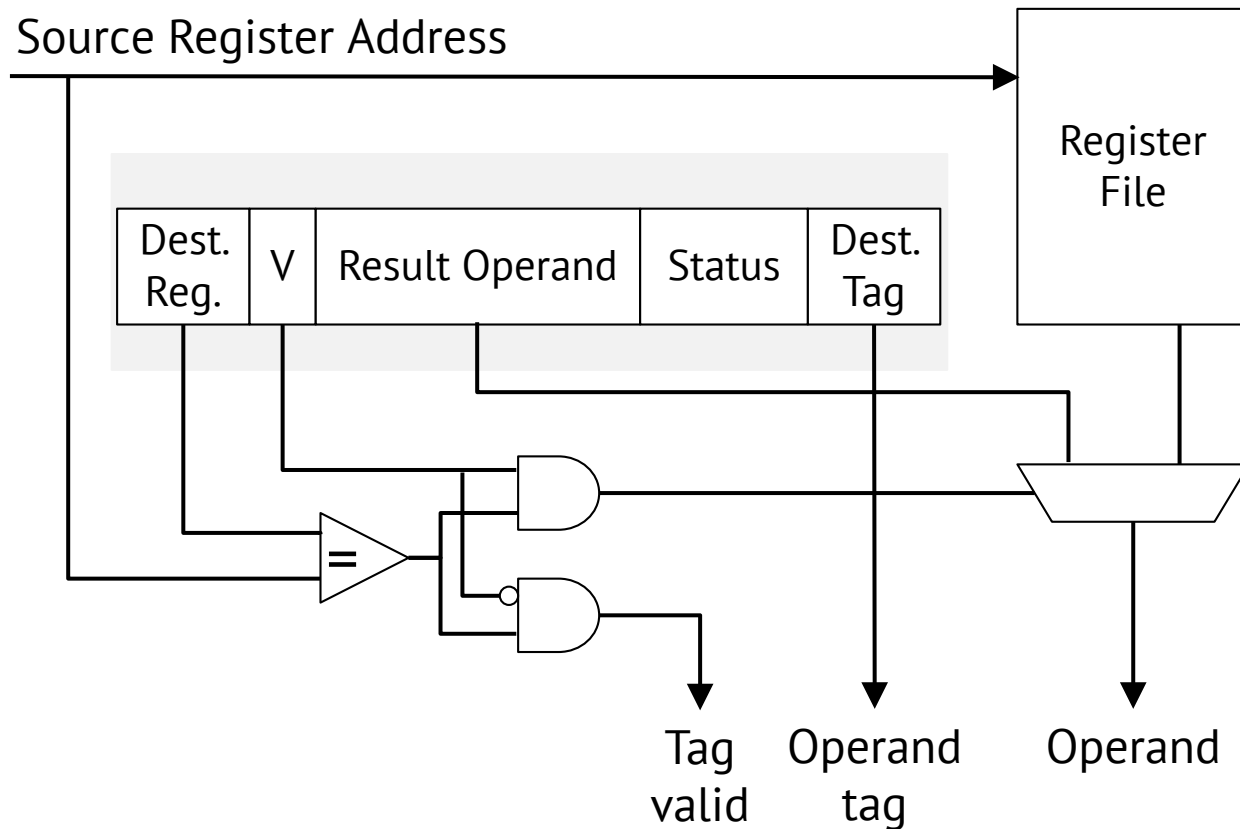 Source Register Address
Register
File
Dest.
Reg.
V
Result Operand
Status
Dest.
Tag
=
Tag
valid
Operand
tag
Operand